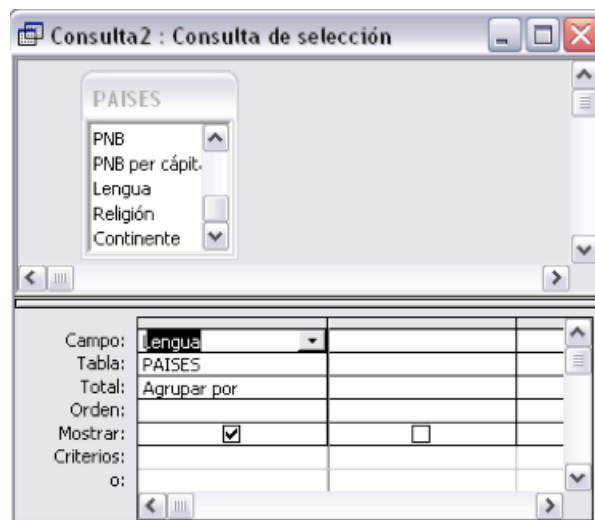 Consulta2 : Consulta de selección
PAISES
PNB
PNB per cápit
Lengua
Religión
Continente
Campo: Lengua
Tabla: PAISES
Total: Agrupar por
Orden:
Mostrar:
Criterios:
o: